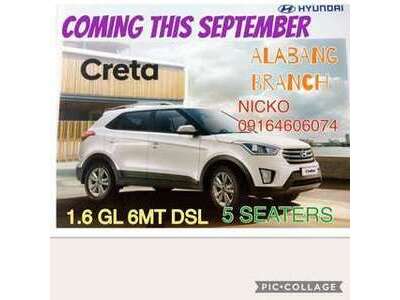 HYUNDAI
COMING THIS SEPTEMBER
ALABANG
BRANCH
Creta
NICKO
09164606074
1.6 GL 6MT DSL 5 SEATERS
PIC•COLLAGE